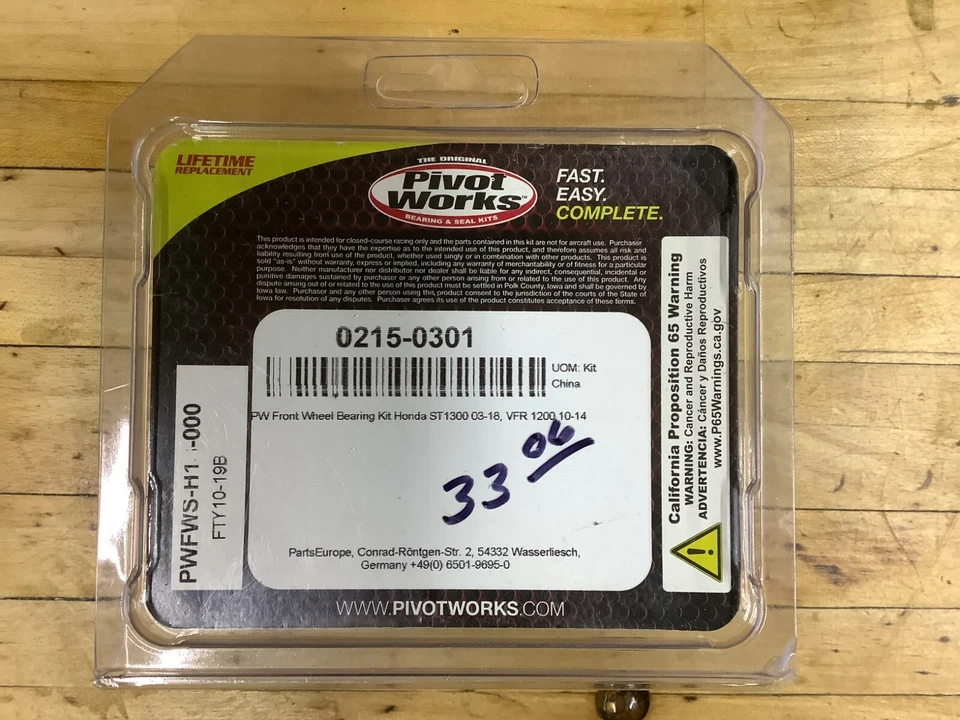 LIFETIME
REPLACEMENT
THE ORIGINAL
Pivot
Works™
BEARING & SEAL KITS
FAST.
EASY.
COMPLETE.
This product is intended for closed-course racing only and the parts contained in this kit are not for aircraft use. Purchaser
acknowledges that they have the expertise as to the intended use of this product, and therefore assumes all risk and
liability resulting from use of product, whether used singly or in combination with other products. This product is
sold "as-is" without warranty, express or implied, including any warranty of merchantability or of fitness for a particular
purpose. Neither manufacturer nor distributor nor dealer shall be liable for any indirect, consequential, incidental or
punitive damages sustained by purchaser or any other person arising from or related to the use of this product. Any
dispute arising out of or related to the use of this product must be settled in Polk County, Iowa and shall be governed by
Iowa law. Purchaser and any other person using this product consent to the jurisdiction of the courts of the State of
Iowa for resolution of any disputes. Purchaser agrees its use of the product constitutes acceptance of these terms.
0215-0301
UOM: Kit
China
PW Front Wheel Bearing Kit Honda ST1300 03-18, VFR 1200 10-14
33 06
PartsEurope, Conrad-Röntgen-Str. 2, 54332 Wasserliesch,
Germany +49(0) 6501-9695-0
WWW.PIVOTWORKS.COM
FTY10-19B
California Proposition 65 Warning
WARNING: Cancer and Reproductive Harm
ADVERTENCIA: Cáncer y Daños Reproductivos
www.P65Warnings.ca.gov